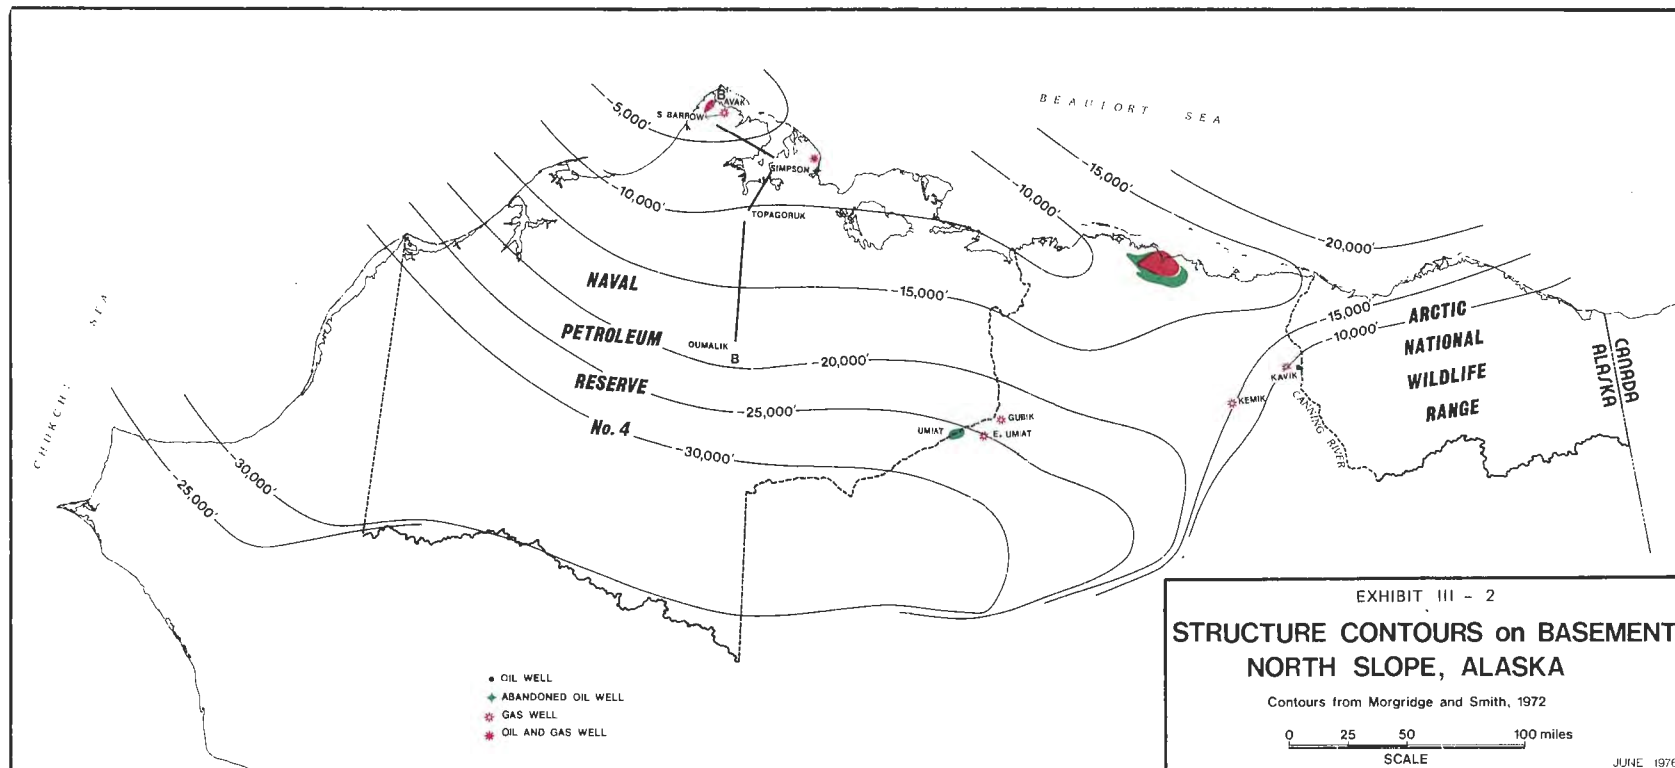 BEAUFORT SEA
-5,000'
B
AVAK
S BARROW
SIMPSON
-10,000'
TOPAGORUK
-15,000'
-10,000'
-20,000'
NAVAL
PETROLEUM
RESERVE
No. 4
-15,000'
OUMALIK
B
-20,000'
-25,000'
-30,000'
UMIAT
GUBIK
E. UMIAT
-15,000'
-10,000'
KAVIK
KEMIK
CANNING RIVER
ARCTIC
NATIONAL
WILDLIFE
RANGE
CANADA
ALASKA
CHUKCHI SEA
-30,000'
-25,000'
OIL WELL
ABANDONED OIL WELL
GAS WELL
OIL AND GAS WELL
EXHIBIT III - 2
STRUCTURE CONTOURS on BASEMENT
NORTH SLOPE, ALASKA
Contours from Morgridge and Smith, 1972
0 25 50 100 miles
SCALE
JUNE 1976